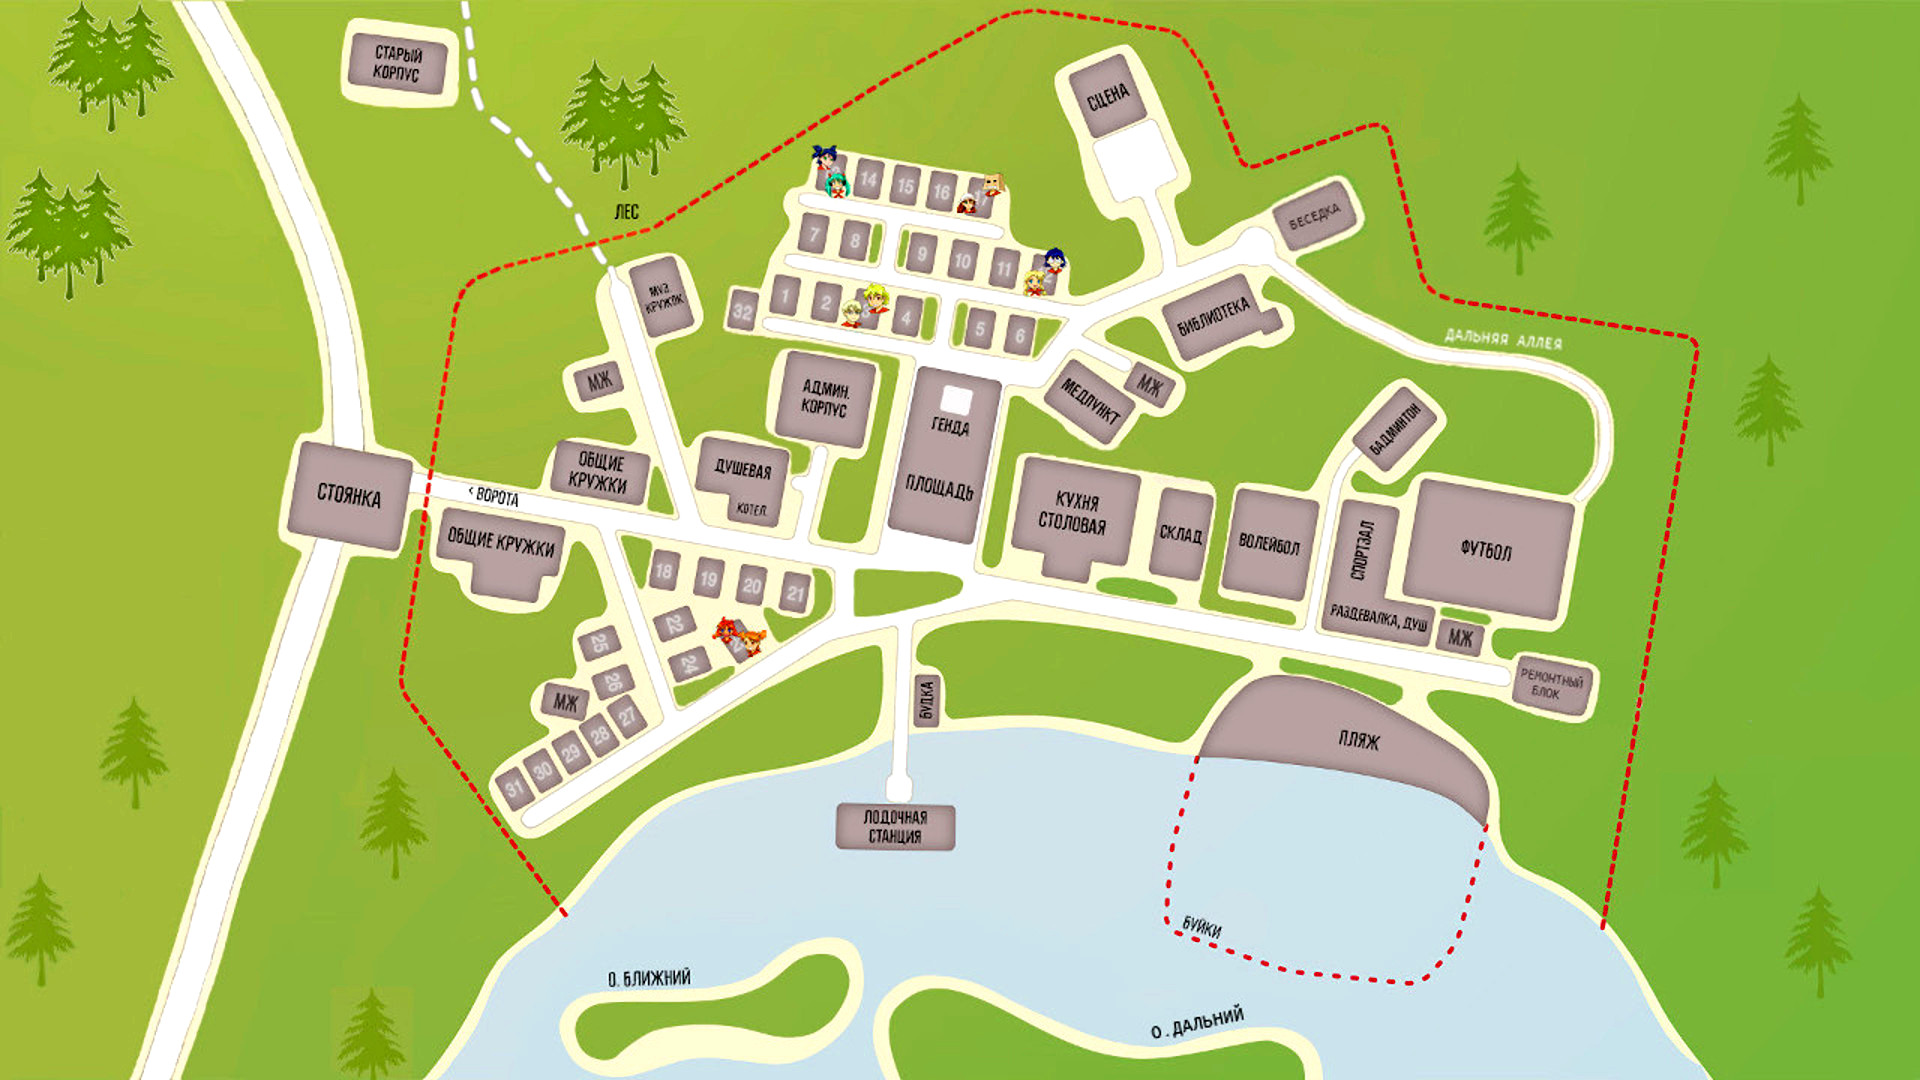 СТАРЫЙ
КОРПУС
СЦЕНА
ЛЕС
14
15
16
БЕСЕДКА
7
8
9
10
11
МУЗ.
КРУЖОК
32
1
2
4
5
6
БИБЛИОТЕКА
ДАЛЬНЯЯ АЛЛЕЯ
МЖ
АДМИН.
КОРПУС
ГЕНДА
ПЛОЩАДЬ
МЕДПУНКТ
МЖ
БАДМИНТОН
СТОЯНКА
< ВОРОТА
ОБЩИЕ
КРУЖКИ
ДУШЕВАЯ
КОТЕЛ.
КУХНЯ
СТОЛОВАЯ
СКЛАД
ВОЛЕЙБОЛ
СПОРТЗАЛ
РАЗДЕВАЛКА, ДУШ
ФУТБОЛ
МЖ
РЕМОНТНЫЙ
БЛОК
ОБЩИЕ КРУЖКИ
18
19
20
21
22
24
25
26
МЖ
27
28
29
30
31
БУДКА
ПЛЯЖ
ЛОДОЧНАЯ
СТАНЦИЯ
БУЙКИ
О. БЛИЖНИЙ
О. ДАЛЬНИЙ